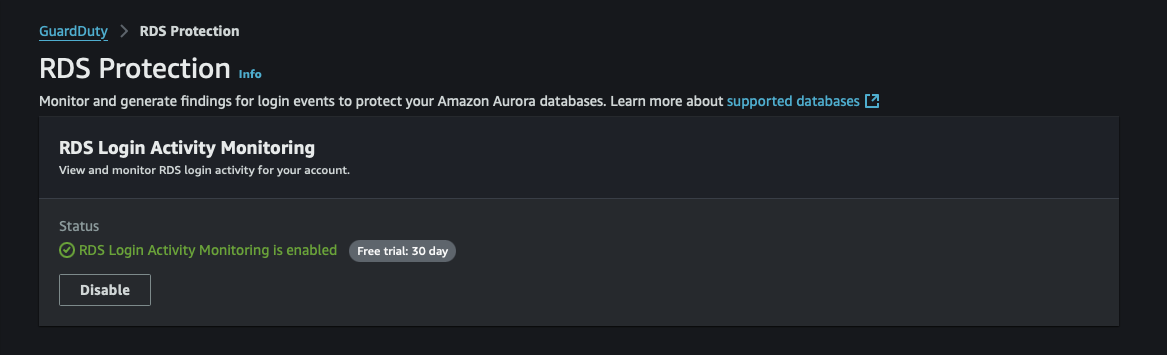 GuardDuty > RDS Protection
RDS Protection Info
Monitor and generate findings for login events to protect your Amazon Aurora databases. Learn more about supported databases
RDS Login Activity Monitoring
View and monitor RDS login activity for your account.
Status
RDS Login Activity Monitoring is enabled Free trial: 30 day
Disable